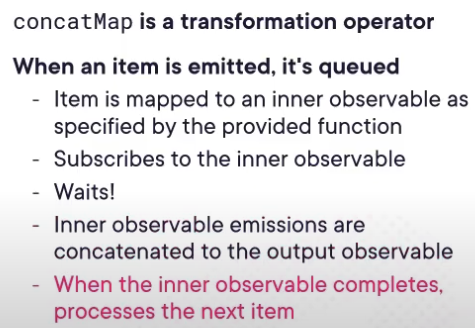 concatMap is a transformation operator
When an item is emitted, it's queued
- Item is mapped to an inner observable as
specified by the provided function
- Subscribes to the inner observable
- Waits!
- Inner observable emissions are
concatenated to the output observable
- When the inner observable completes,
processes the next item